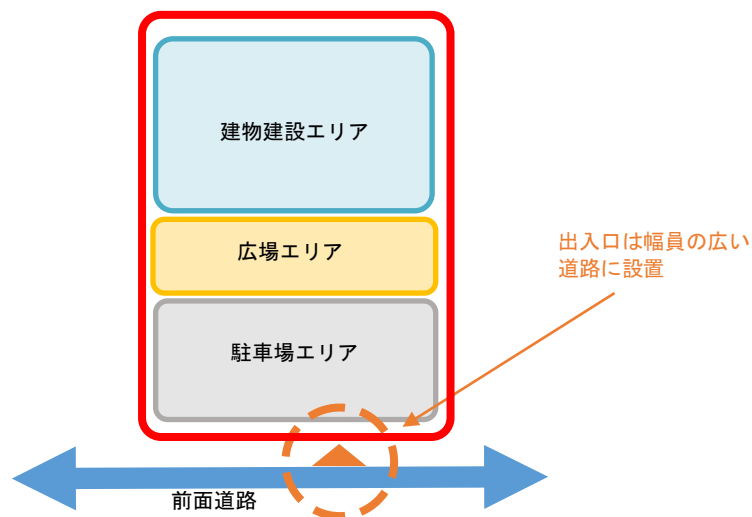 建物建設エリア
広場エリア
出入口は幅員の広い
道路に設置
駐車場エリア
前面道路